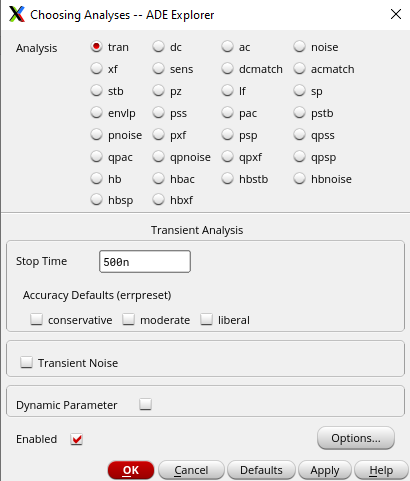 Choosing Analyses -- ADE Explorer
Analysis tran dc ac noise
xf sens dcmatch acmatch
stb pz lf sp
envlp pss pac pstb
pnoise pxf psp qpss
qpac qpnoise qpxf qpsp
hb hbac hbstb hbnoise
hbsp hbxf
Transient Analysis
Stop Time 500n
Accuracy Defaults (errpreset)
conservative moderate liberal
Transient Noise
Dynamic Parameter
Enabled Options...
OK Cancel Defaults Apply Help